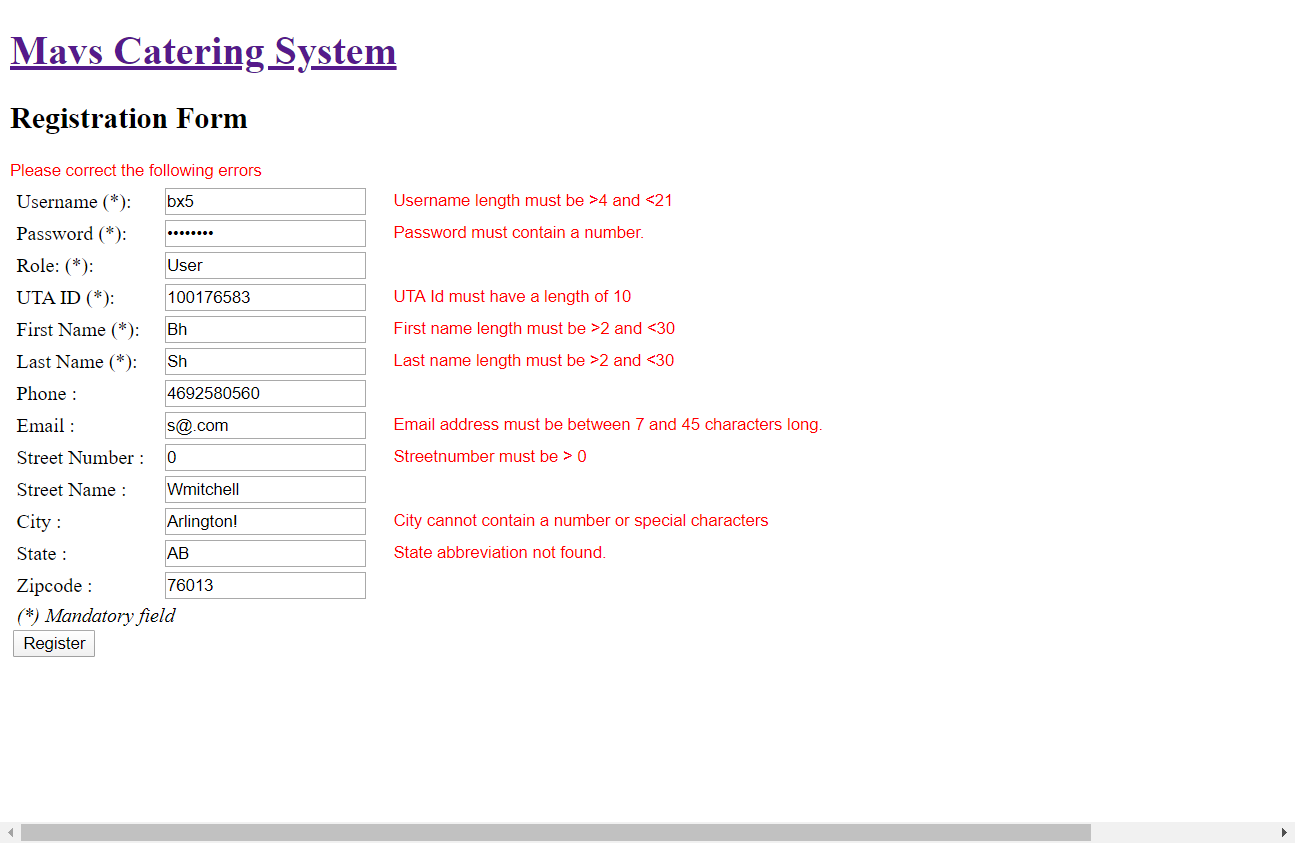 Mavs Catering System
Registration Form
Please correct the following errors
Username (*): bx5 Username length must be >4 and <21
Password (*): •••••••• Password must contain a number.
Role: (*): User
UTA ID (*): 100176583 UTA Id must have a length of 10
First Name (*): Bh First name length must be >2 and <30
Last Name (*): Sh Last name length must be >2 and <30
Phone : 4692580560
Email : s@.com Email address must be between 7 and 45 characters long.
Street Number : 0 Streetnumber must be > 0
Street Name : Wmitchell
City : Arlington! City cannot contain a number or special characters
State : AB State abbreviation not found.
Zipcode : 76013
(*) Mandatory field
Register